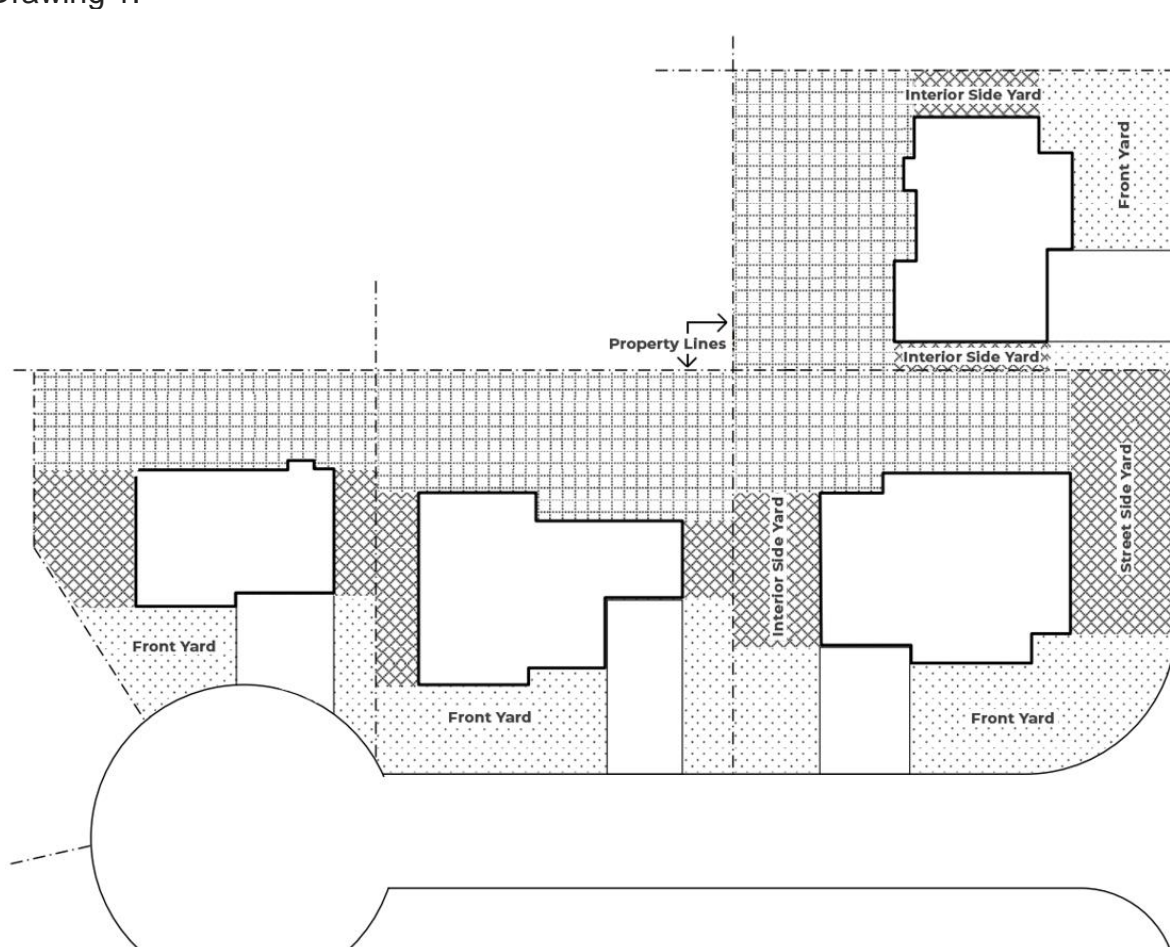 Drawing 1.
Interior Side Yard
Front Yard
Property Lines
Interior Side Yard
Interior Side Yard
Street Side Yard
Front Yard
Front Yard
Front Yard